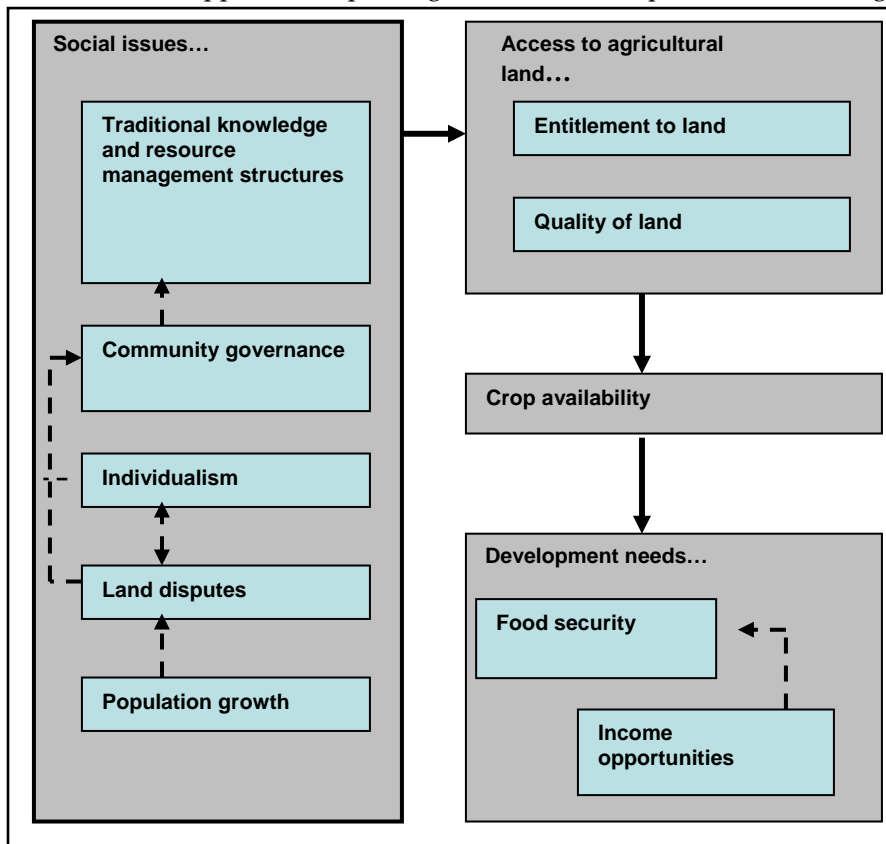 Social issues…
Traditional knowledge
and resource
management structures
Community governance
Individualism
Land disputes
Population growth
Access to agricultural
land…
Entitlement to land
Quality of land
Crop availability
Development needs…
Food security
Income
opportunities